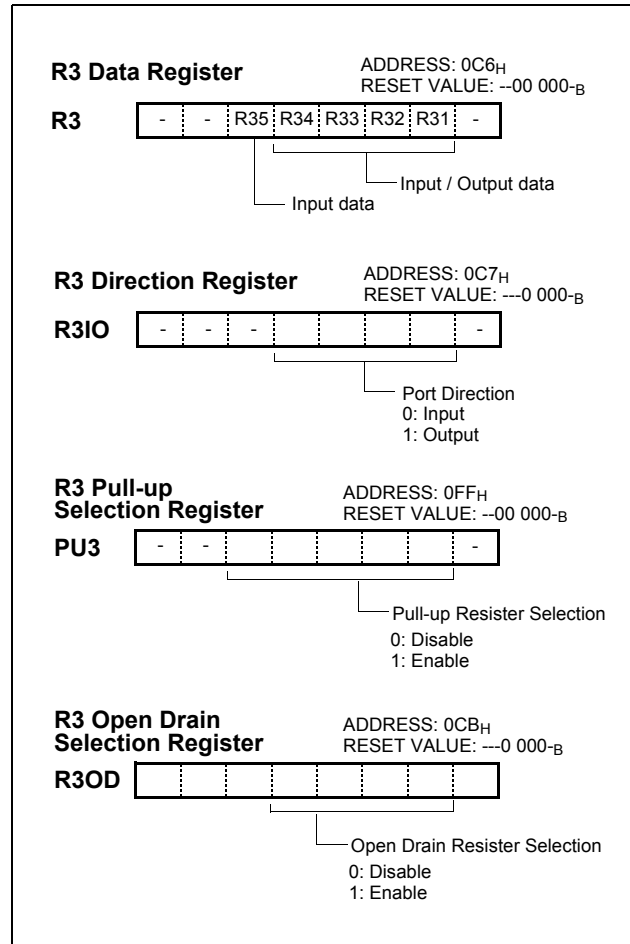 R3 Data Register
ADDRESS: 0C6H
RESET VALUE: --00 000-B
R3 - - R35 R34 R33 R32 R31 -
Input / Output data
Input data
R3 Direction Register
ADDRESS: 0C7H
RESET VALUE: ---0 000-B
R3IO - - - -
Port Direction
0: Input
1: Output
R3 Pull-up
Selection Register
ADDRESS: 0FFH
RESET VALUE: --00 000-B
PU3 - - -
Pull-up Resister Selection
0: Disable
1: Enable
R3 Open Drain
Selection Register
ADDRESS: 0CBH
RESET VALUE: ---0 000-B
R3OD
Open Drain Resister Selection
0: Disable
1: Enable